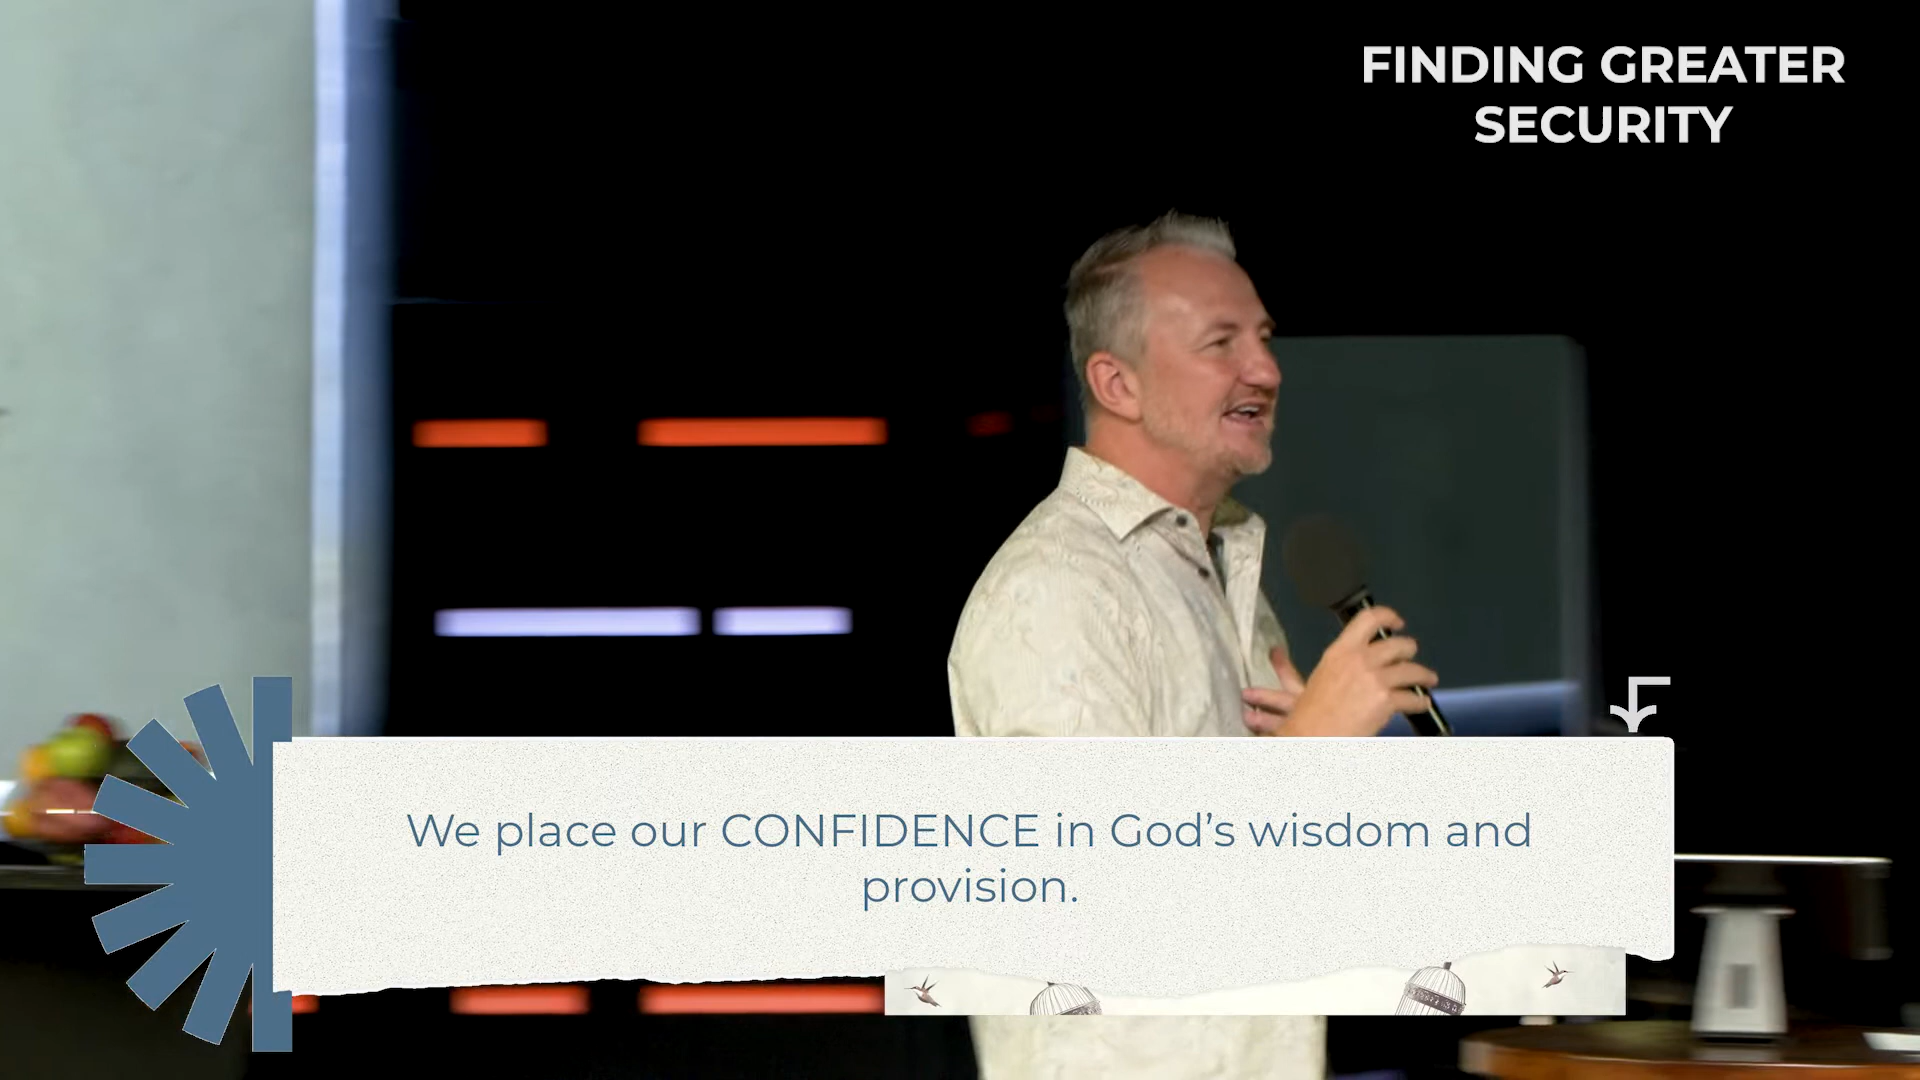 FINDING GREATER
SECURITY
We place our CONFIDENCE in God’s wisdom and
provision.